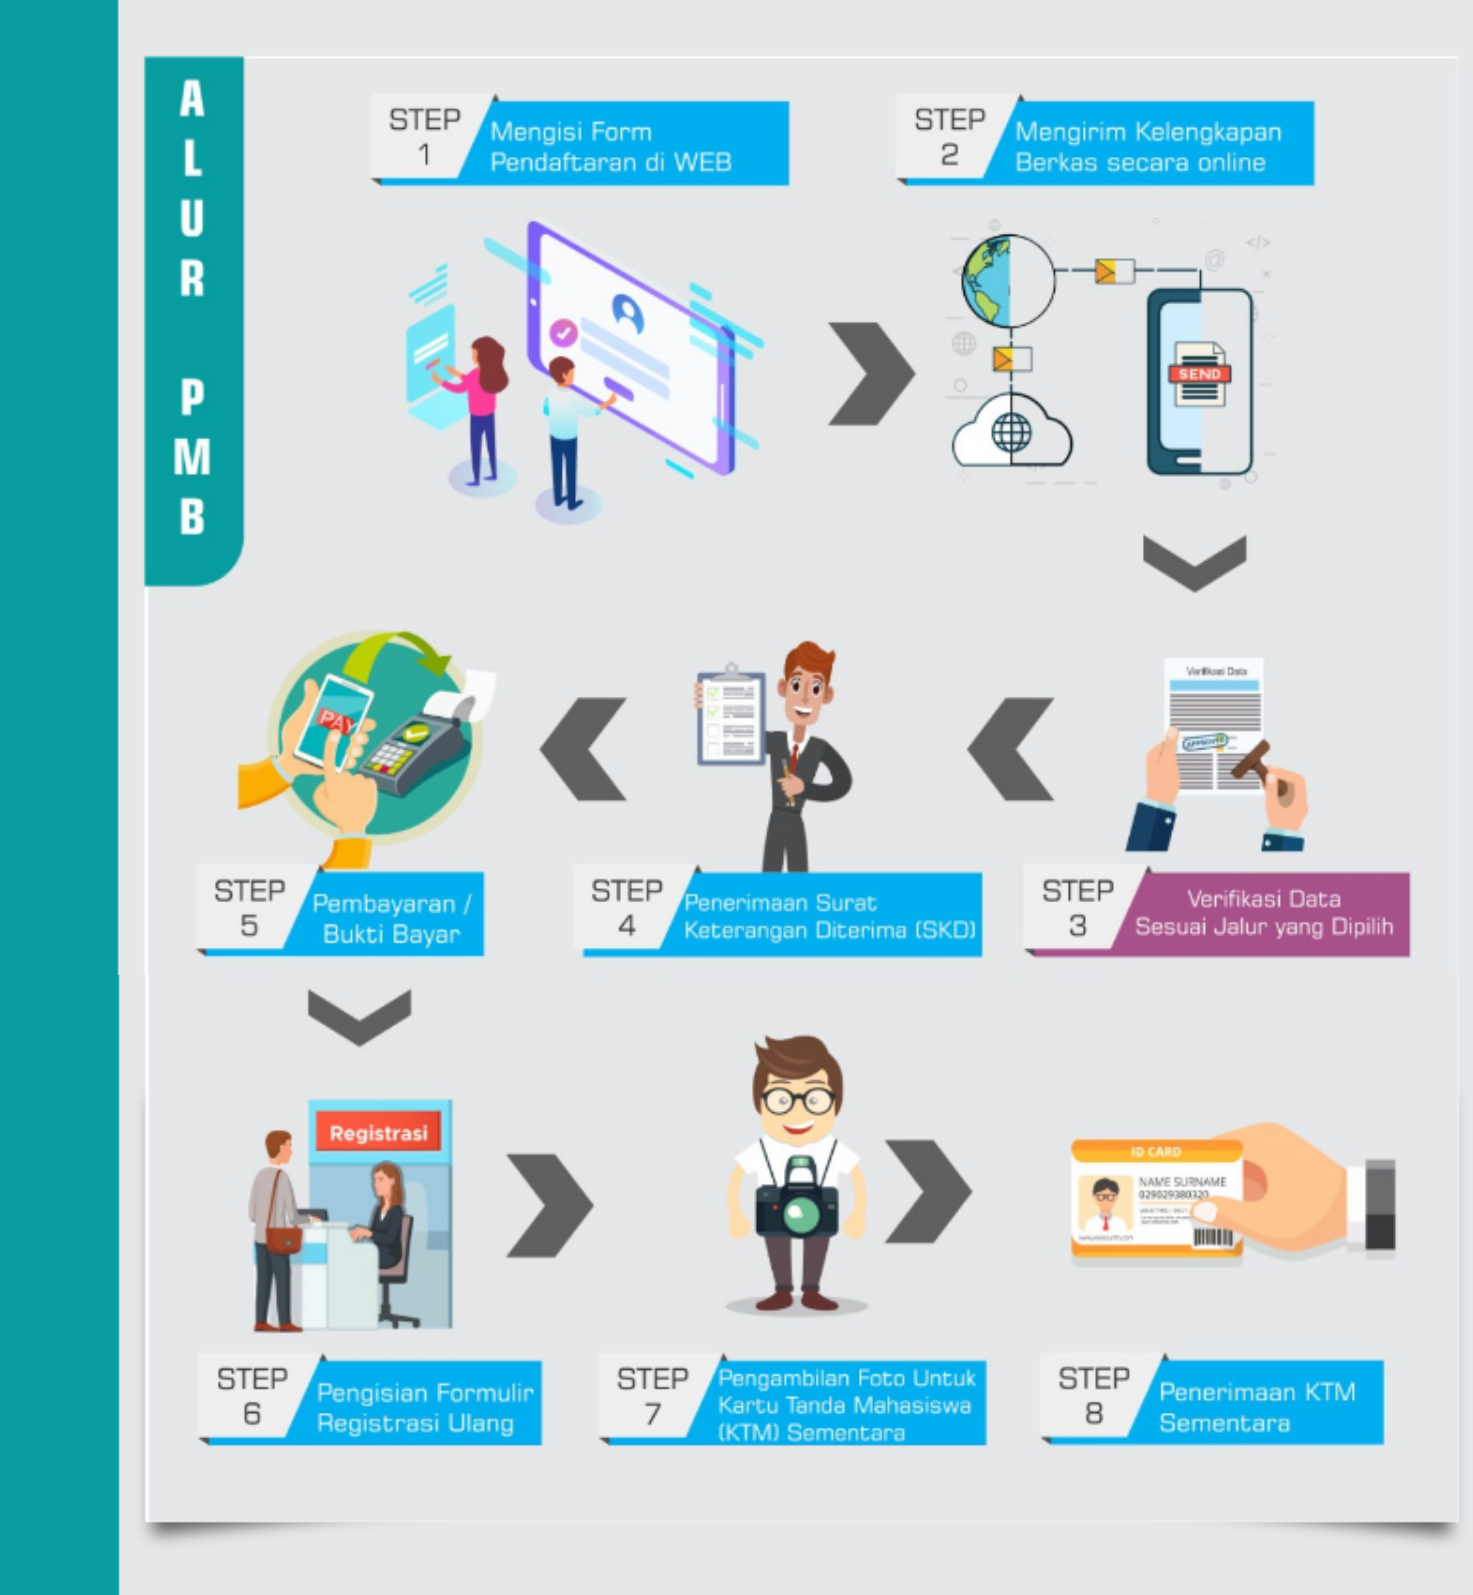 ALUR
PMB
STEP
1
Mengisi Form
Pendaftaran di WEB
STEP
2
Mengirim Kelengkapan
Berkas secara online
</>
@
SEND
</>
PAY
Verifikasi Data
APPROVED
STEP
5
Pembayaran /
Bukti Bayar
STEP
4
Penerimaan Surat
Keterangan Diterima (SKD)
STEP
3
Verifikasi Data
Sesuai Jalur yang Dipilih
Registrasi
ID CARD
NAME SURNAME
029029380320
STEP
6
Pengisian Formulir
Registrasi Ulang
STEP
7
Pengambilan Foto Untuk
Kartu Tanda Mahasiswa
(KTM) Sementara
STEP
8
Penerimaan KTM
Sementara